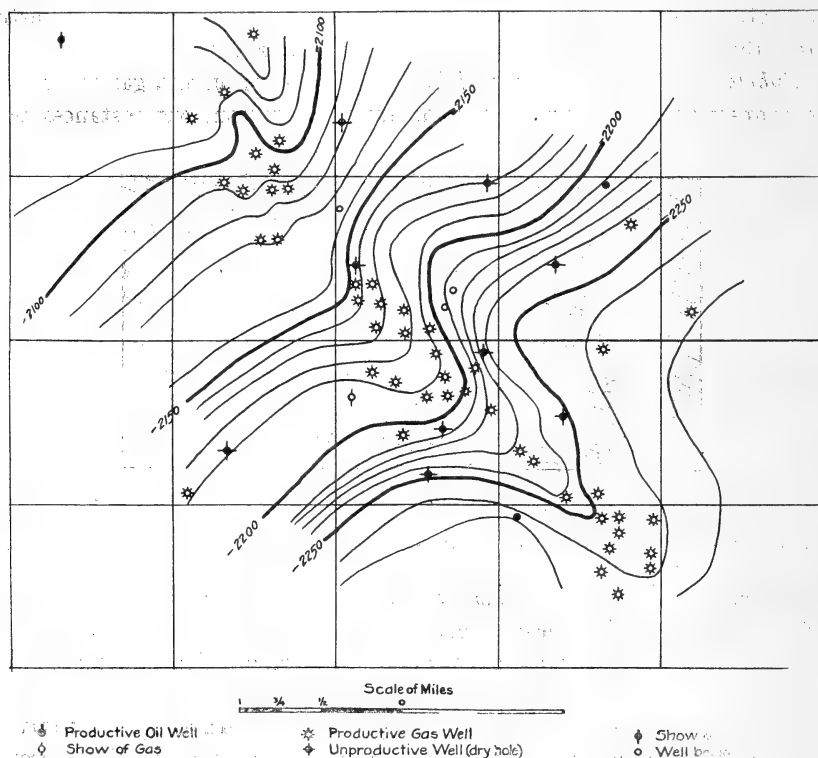 -2100
-2150
-2200
-2250
-2100
-2150
-2200
-2250
Scale of Miles
1 3/4 1/2 0
Productive Oil Well
Productive Gas Well
Show
Show of Gas
Unproductive Well (dry hole)
Well